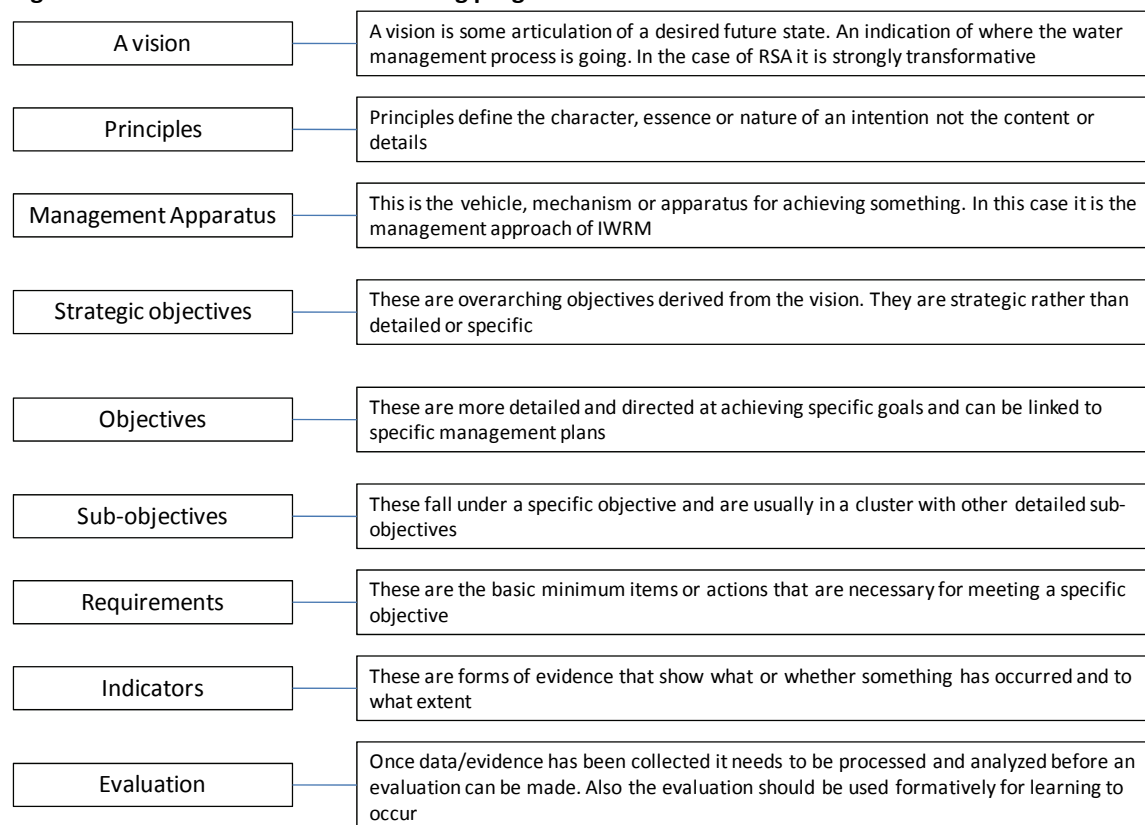 A vision
A vision is some articulation of a desired future state. An indication of where the water
management process is going. In the case of RSA it is strongly transformative
Principles
Principles define the character, essence or nature of an intention not the content or
details
Management Apparatus
This is the vehicle, mechanism or apparatus for achieving something. In this case it is the
management approach of IWRM
Strategic objectives
These are overarching objectives derived from the vision. They are strategic rather than
detailed or specific
Objectives
These are more detailed and directed at achieving specific goals and can be linked to
specific management plans
Sub-objectives
These fall under a specific objective and are usually in a cluster with other detailed sub-
objectives
Requirements
These are the basic minimum items or actions that are necessary for meeting a specific
objective
Indicators
These are forms of evidence that show what or whether something has occurred and to
what extent
Evaluation
Once data/evidence has been collected it needs to be processed and analyzed before an
evaluation can be made. Also the evaluation should be used formatively for learning to
occur